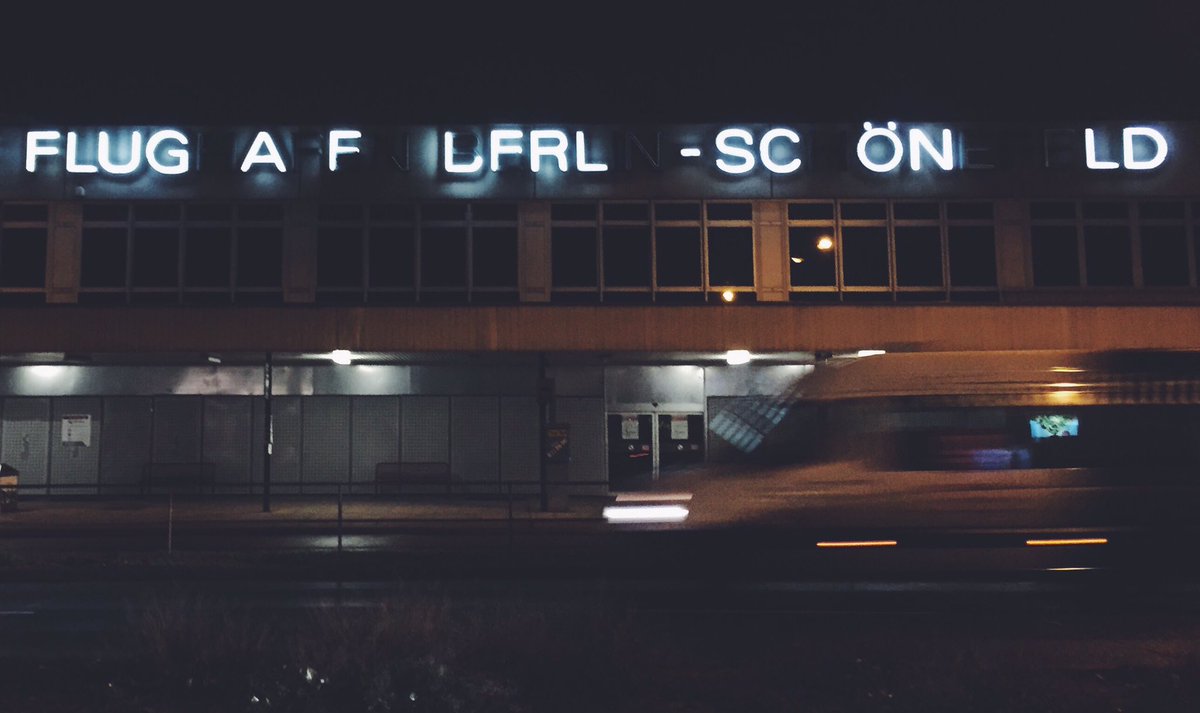 FLUG A F BFRL -SC ÖN LD